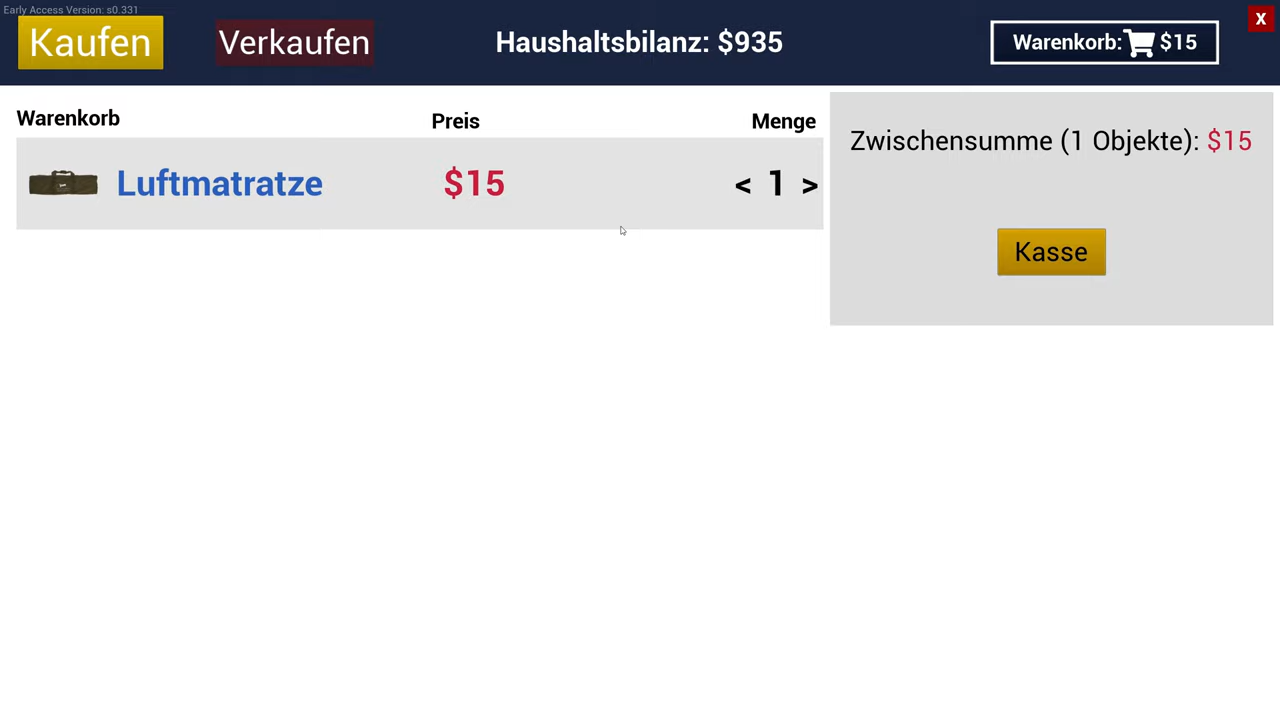 Early Access Version: s0.331
Kaufen
Verkaufen
Haushaltsbilanz: $935
Warenkorb: $15
X
Warenkorb
Preis
Menge
Luftmatratze
$15
< 1 >
Zwischensumme (1 Objekte): $15
Kasse